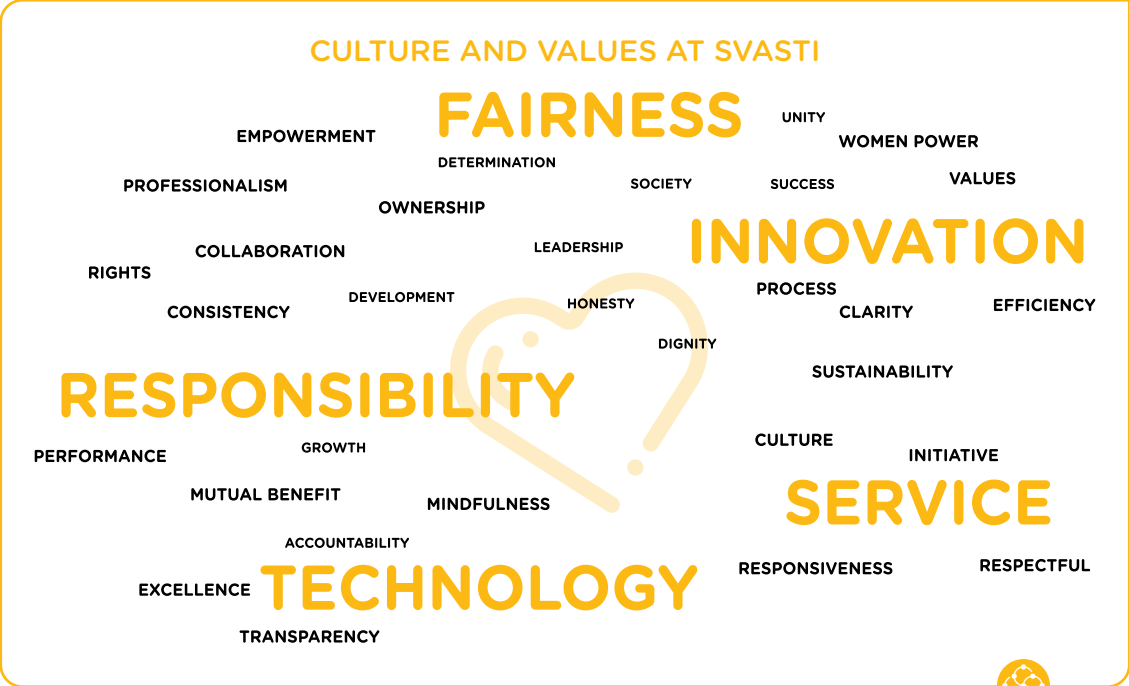 CULTURE AND VALUES AT SVASTI
FAIRNESS
UNITY
EMPOWERMENT
WOMEN POWER
DETERMINATION
PROFESSIONALISM
SOCIETY
SUCCESS
VALUES
OWNERSHIP
INNOVATION
COLLABORATION
LEADERSHIP
RIGHTS
PROCESS
DEVELOPMENT
HONESTY
EFFICIENCY
CONSISTENCY
CLARITY
DIGNITY
SUSTAINABILITY
RESPONSIBILITY
CULTURE
GROWTH
PERFORMANCE
INITIATIVE
MUTUAL BENEFIT
MINDFULNESS
SERVICE
ACCOUNTABILITY
RESPONSIVENESS
RESPECTFUL
EXCELLENCE
TECHNOLOGY
TRANSPARENCY